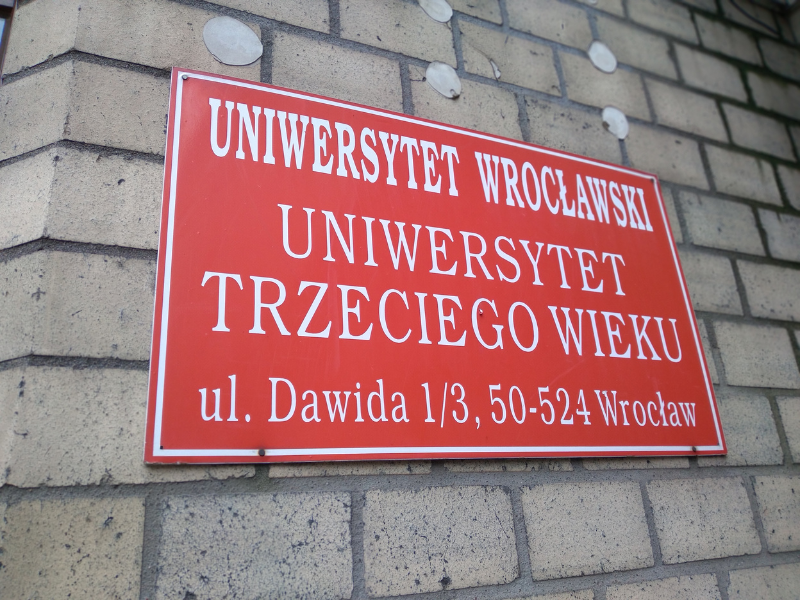 UNIWERSYTET WROCŁAWSKI
UNIWERSYTET
TRZECIEGO WIEKU
ul. Dawida 1/3, 50-524 Wrocław